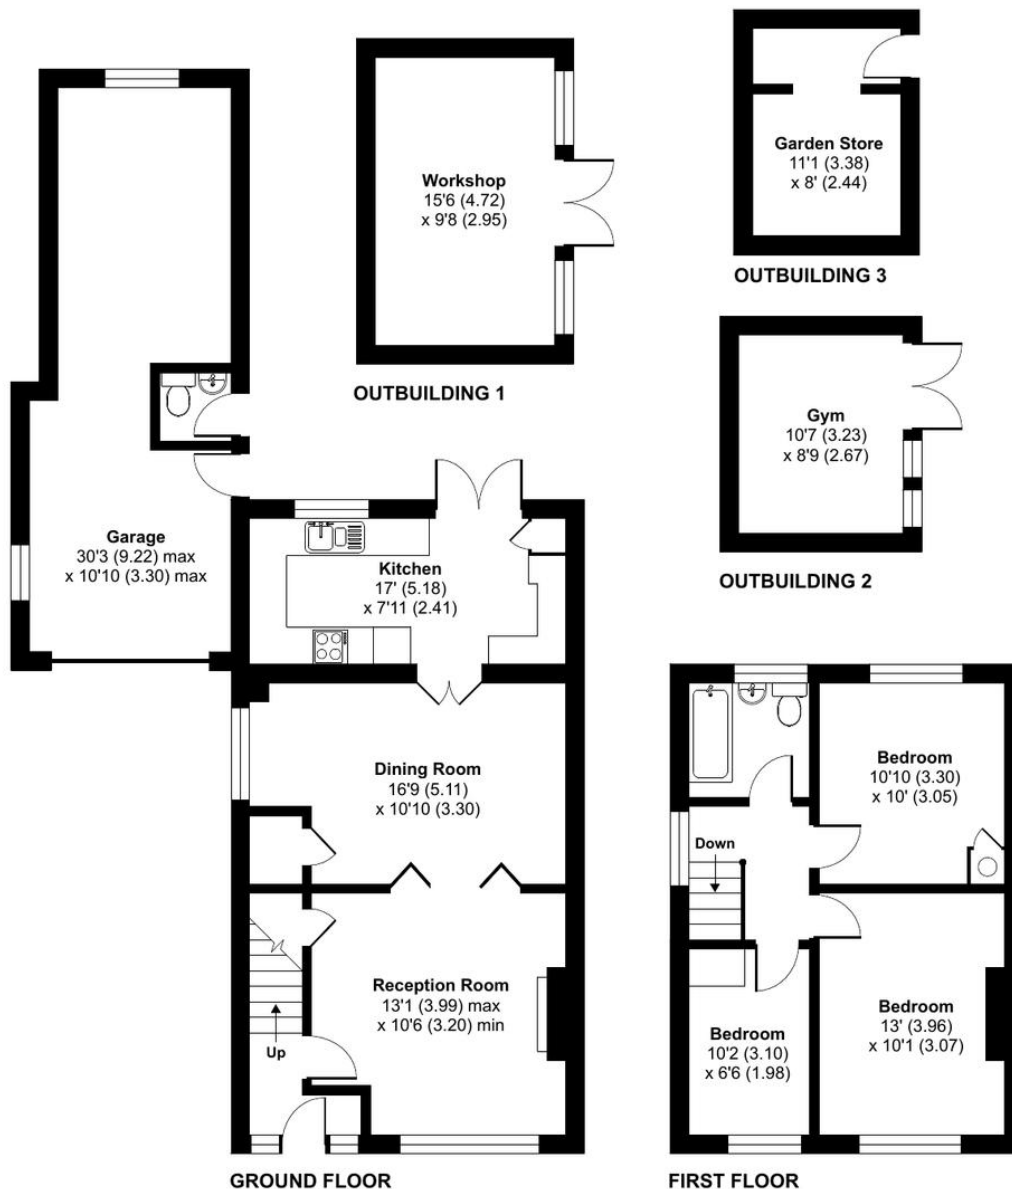 Workshop
15'6 (4.72)
x 9'8 (2.95)
OUTBUILDING 1
Garden Store
11'1 (3.38)
x 8' (2.44)
OUTBUILDING 3
Gym
10'7 (3.23)
x 8'9 (2.67)
OUTBUILDING 2
Garage
30'3 (9.22) max
x 10'10 (3.30) max
Kitchen
17' (5.18)
x 7'11 (2.41)
Dining Room
16'9 (5.11)
x 10'10 (3.30)
Reception Room
13'1 (3.99) max
x 10'6 (3.20) min
Up
GROUND FLOOR
Bedroom
10'10 (3.30)
x 10' (3.05)
Down
Bedroom
13' (3.96)
x 10'1 (3.07)
Bedroom
10'2 (3.10)
x 6'6 (1.98)
FIRST FLOOR